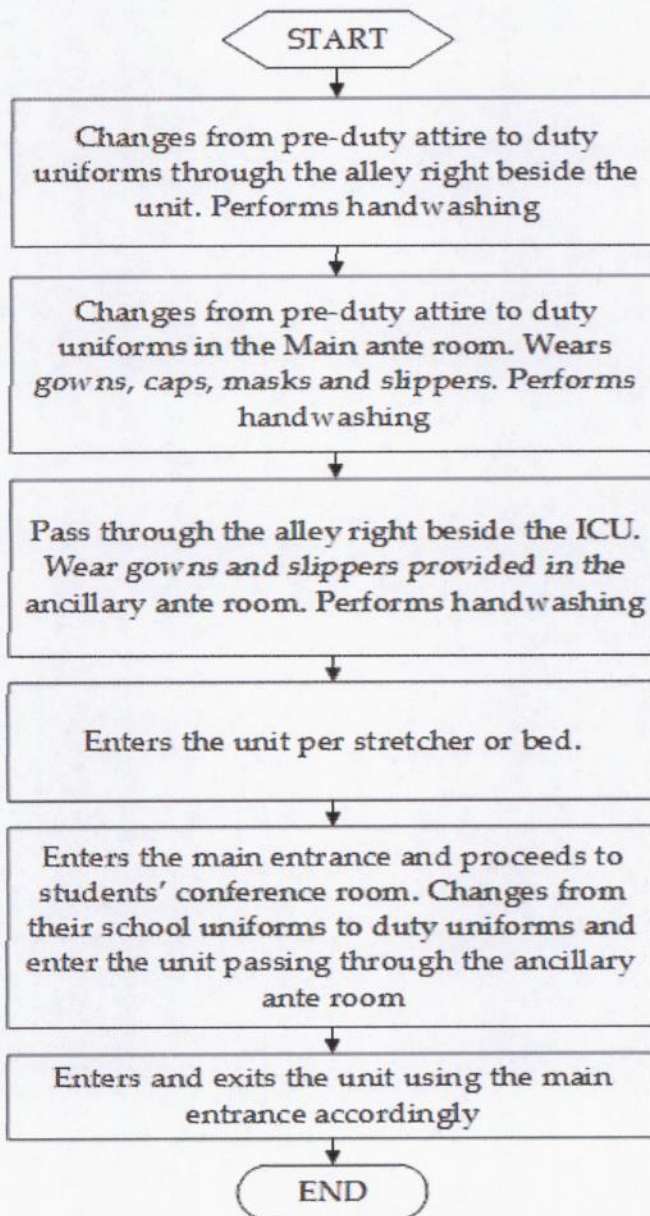 START
Changes from pre-duty attire to duty
uniforms through the alley right beside the
unit. Performs handwashing
Changes from pre-duty attire to duty
uniforms in the Main ante room. Wears
gowns, caps, masks and slippers. Performs
handwashing
Pass through the alley right beside the ICU.
Wear gowns and slippers provided in the
ancillary ante room. Performs handwashing
Enters the unit per stretcher or bed.
Enters the main entrance and proceeds to
students' conference room. Changes from
their school uniforms to duty uniforms and
enter the unit passing through the ancillary
ante room
Enters and exits the unit using the main
entrance accordingly
END